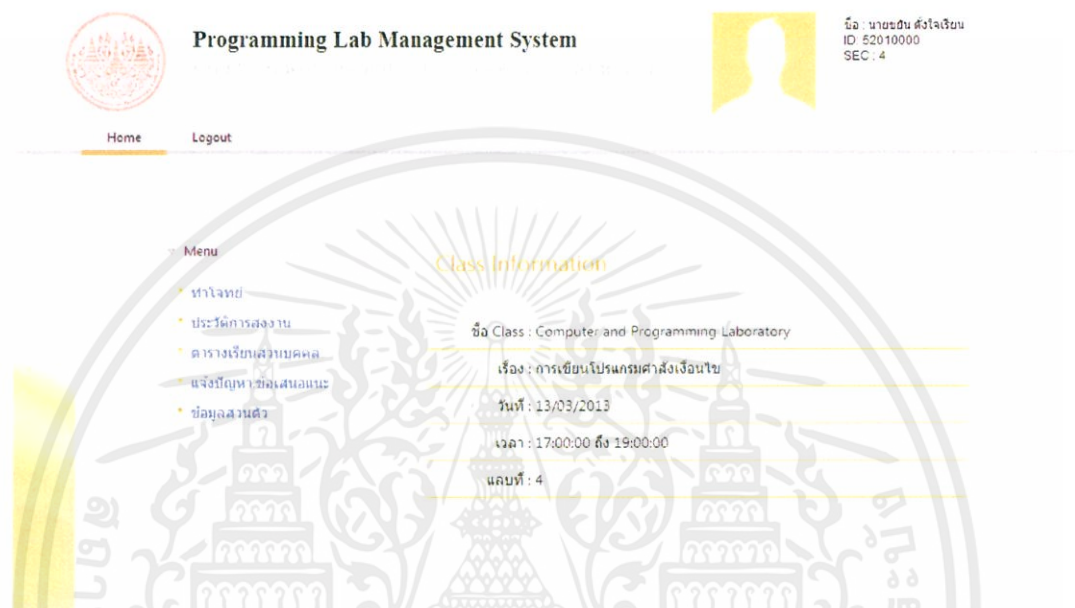 Programming Lab Management System
ชื่อ : นายขยัน ตั้งใจเรียน
ID: 52010000
SEC : 4
Home Logout
Menu
ทำโจทย์
ประวัติการส่งงาน
ตารางเรียนส่วนบุคคล
แจ้งปัญหา ข้อเสนอแนะ
ข้อมูลส่วนตัว
Class Information
ชื่อ Class : Computer and Programming Laboratory
เรื่อง : การเขียนโปรแกรมคำสั่งเงื่อนไข
วันที่ : 13/03/2013
เวลา : 17:00:00 ถึง 19:00:00
แลบที่ : 4